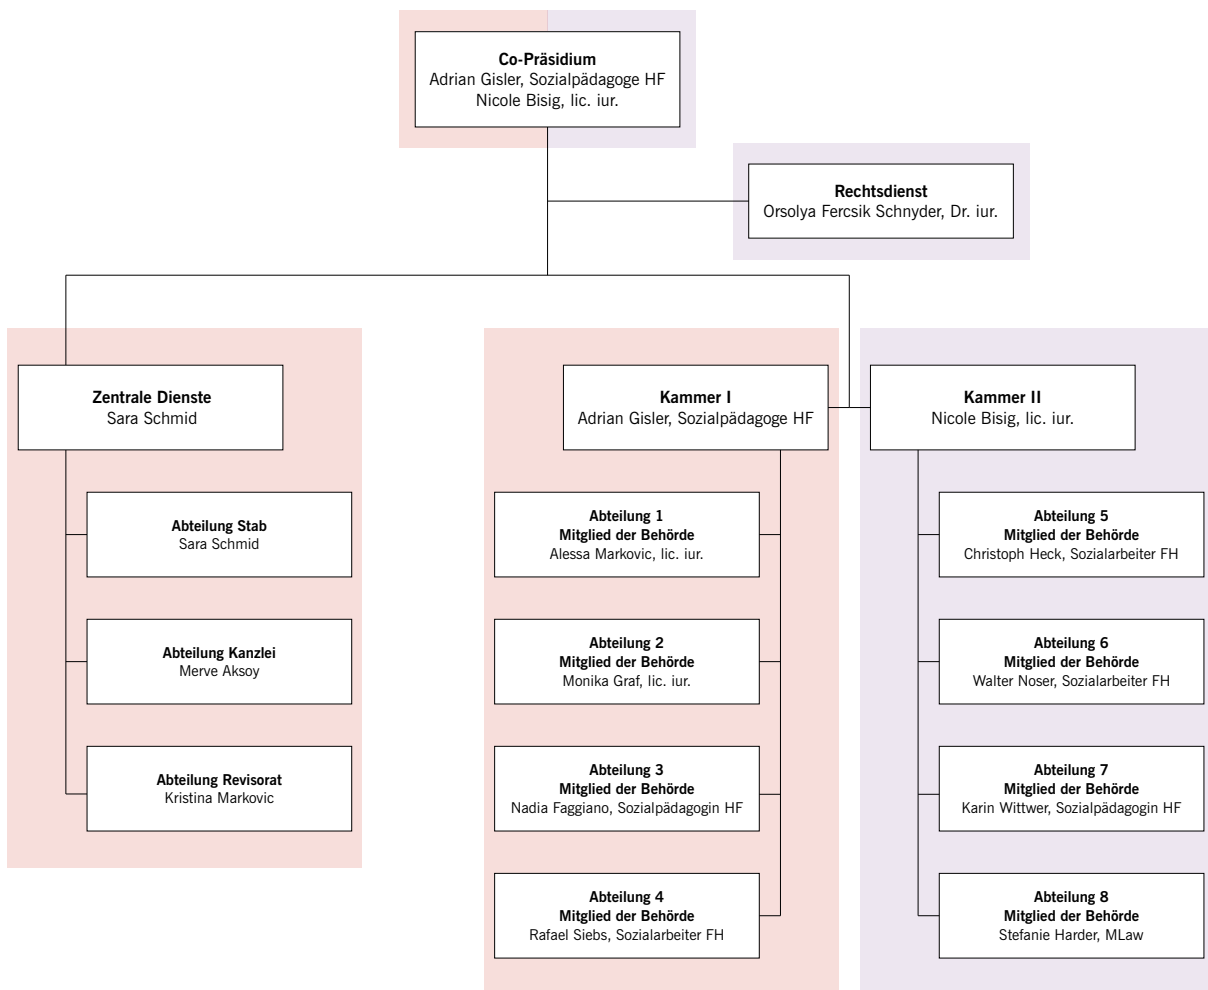 Co-Präsidium
Adrian Gisler, Sozialpädagoge HF
Nicole Bisig, lic. iur.
Rechtsdienst
Orsolya Fercsik Schnyder, Dr. iur.
Zentrale Dienste
Sara Schmid
Abteilung Stab
Sara Schmid
Abteilung Kanzlei
Merve Aksoy
Abteilung Revisorat
Kristina Markovic
Kammer I
Adrian Gisler, Sozialpädagoge HF
Abteilung 1
Mitglied der Behörde
Alessa Markovic, lic. iur.
Abteilung 2
Mitglied der Behörde
Monika Graf, lic. iur.
Abteilung 3
Mitglied der Behörde
Nadia Faggiano, Sozialpädagogin HF
Abteilung 4
Mitglied der Behörde
Rafael Siebs, Sozialarbeiter FH
Kammer II
Nicole Bisig, lic. iur.
Abteilung 5
Mitglied der Behörde
Christoph Heck, Sozialarbeiter FH
Abteilung 6
Mitglied der Behörde
Walter Noser, Sozialarbeiter FH
Abteilung 7
Mitglied der Behörde
Karin Wittwer, Sozialpädagogin HF
Abteilung 8
Mitglied der Behörde
Stefanie Harder, MLaw